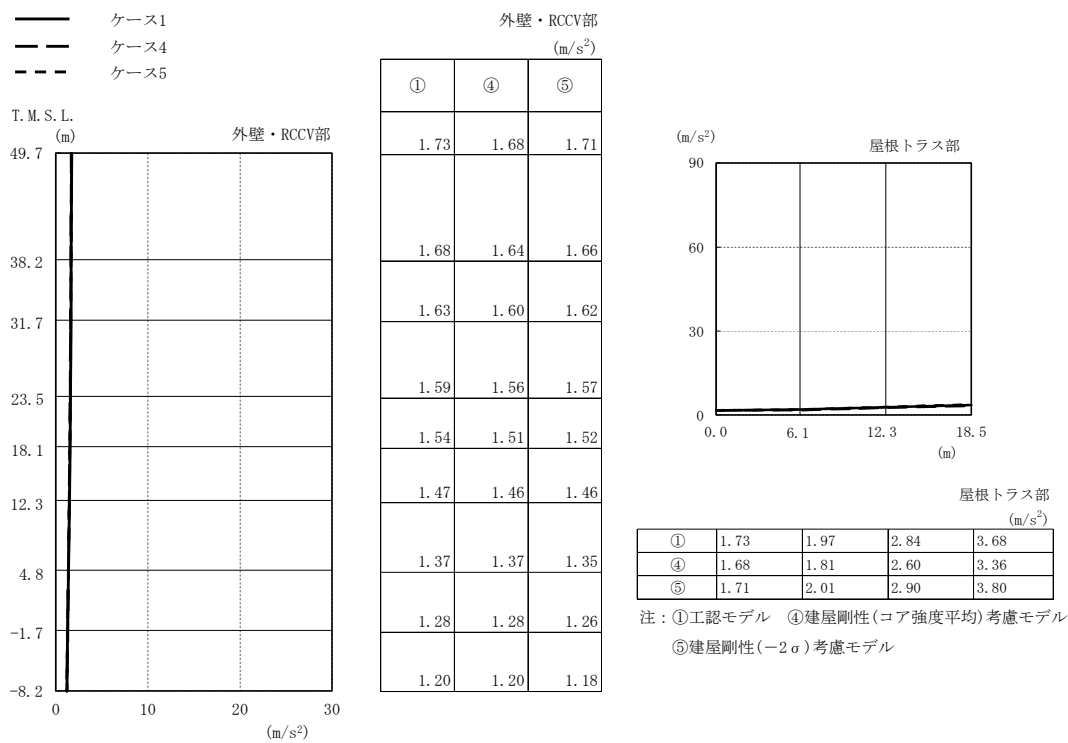 ケース1
ケース4
ケース5
T.M.S.L.
(m)
外壁・RCCV部
49.7
38.2
31.7
23.5
18.1
12.3
4.8
-1.7
-8.2
0 10 20 30
(m/s²)
外壁・RCCV部
(m/s²)
① ④ ⑤
1.73 1.68 1.71
1.68 1.64 1.66
1.63 1.60 1.62
1.59 1.56 1.57
1.54 1.51 1.52
1.47 1.46 1.46
1.37 1.37 1.35
1.28 1.28 1.26
1.20 1.20 1.18
(m/s²)
屋根トラス部
90
60
30
0
0.0 6.1 12.3 18.5
(m)
屋根トラス部
(m/s²)
① 1.73 1.97 2.84 3.68
④ 1.68 1.81 2.60 3.36
⑤ 1.71 2.01 2.90 3.80
注：①工認モデル ④建屋剛性(コア強度平均)考慮モデル
⑤建屋剛性(－2σ)考慮モデル